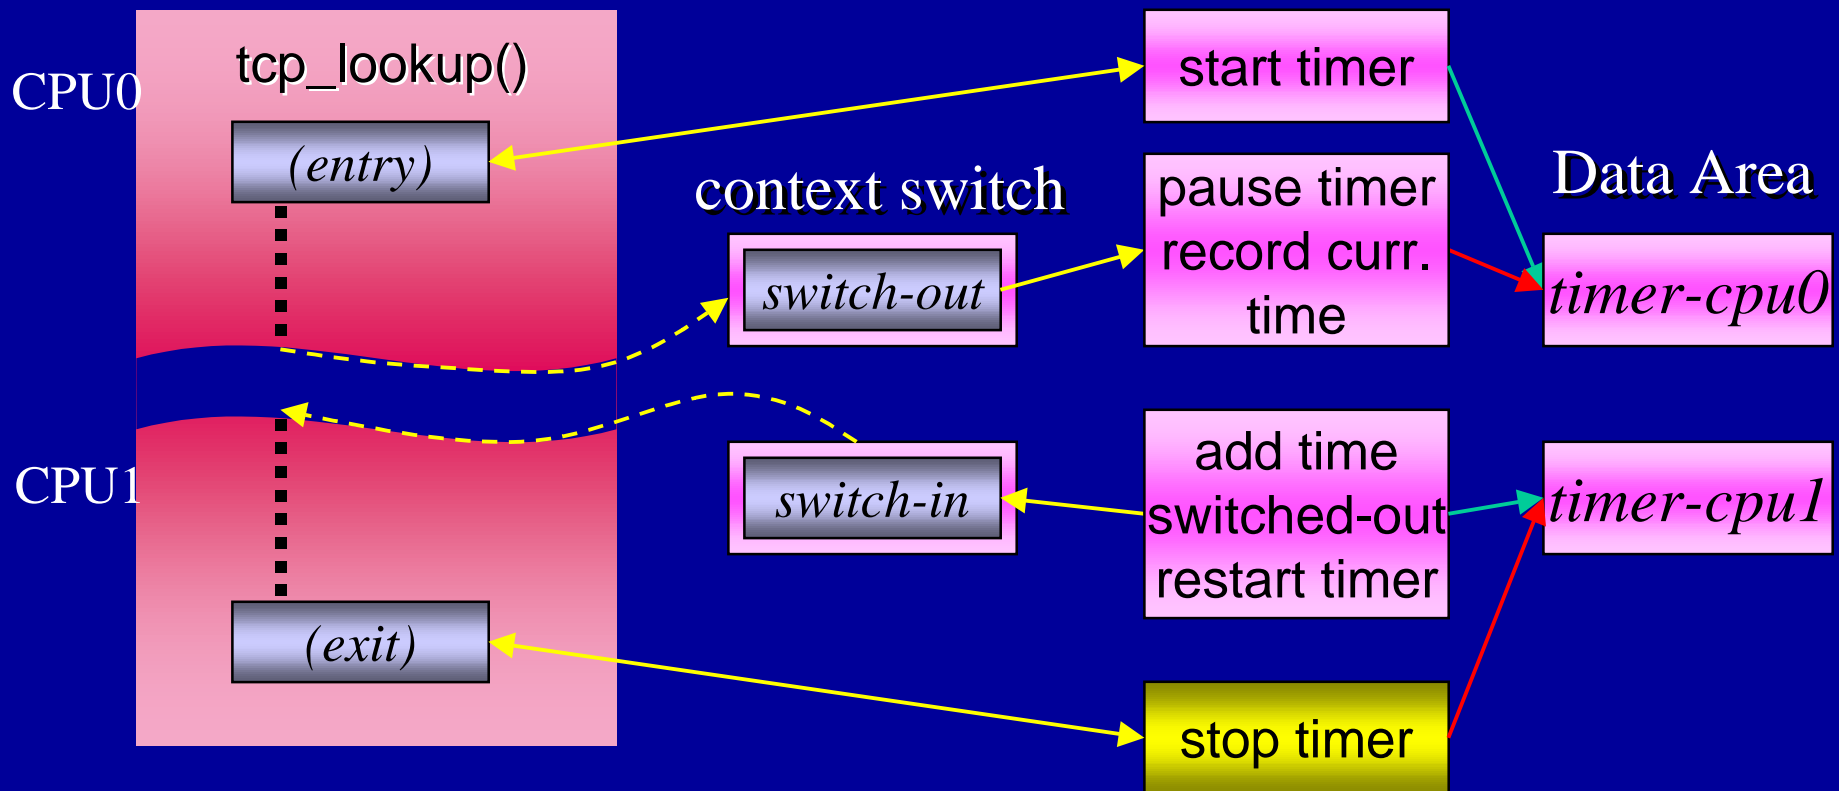 CPU0
tcp_lookup()
(entry)
start timer
context switch
switch-out
pause timer
record curr.
time
Data Area
timer-cpu0
CPU1
switch-in
add time
switched-out
restart timer
timer-cpu1
(exit)
stop timer